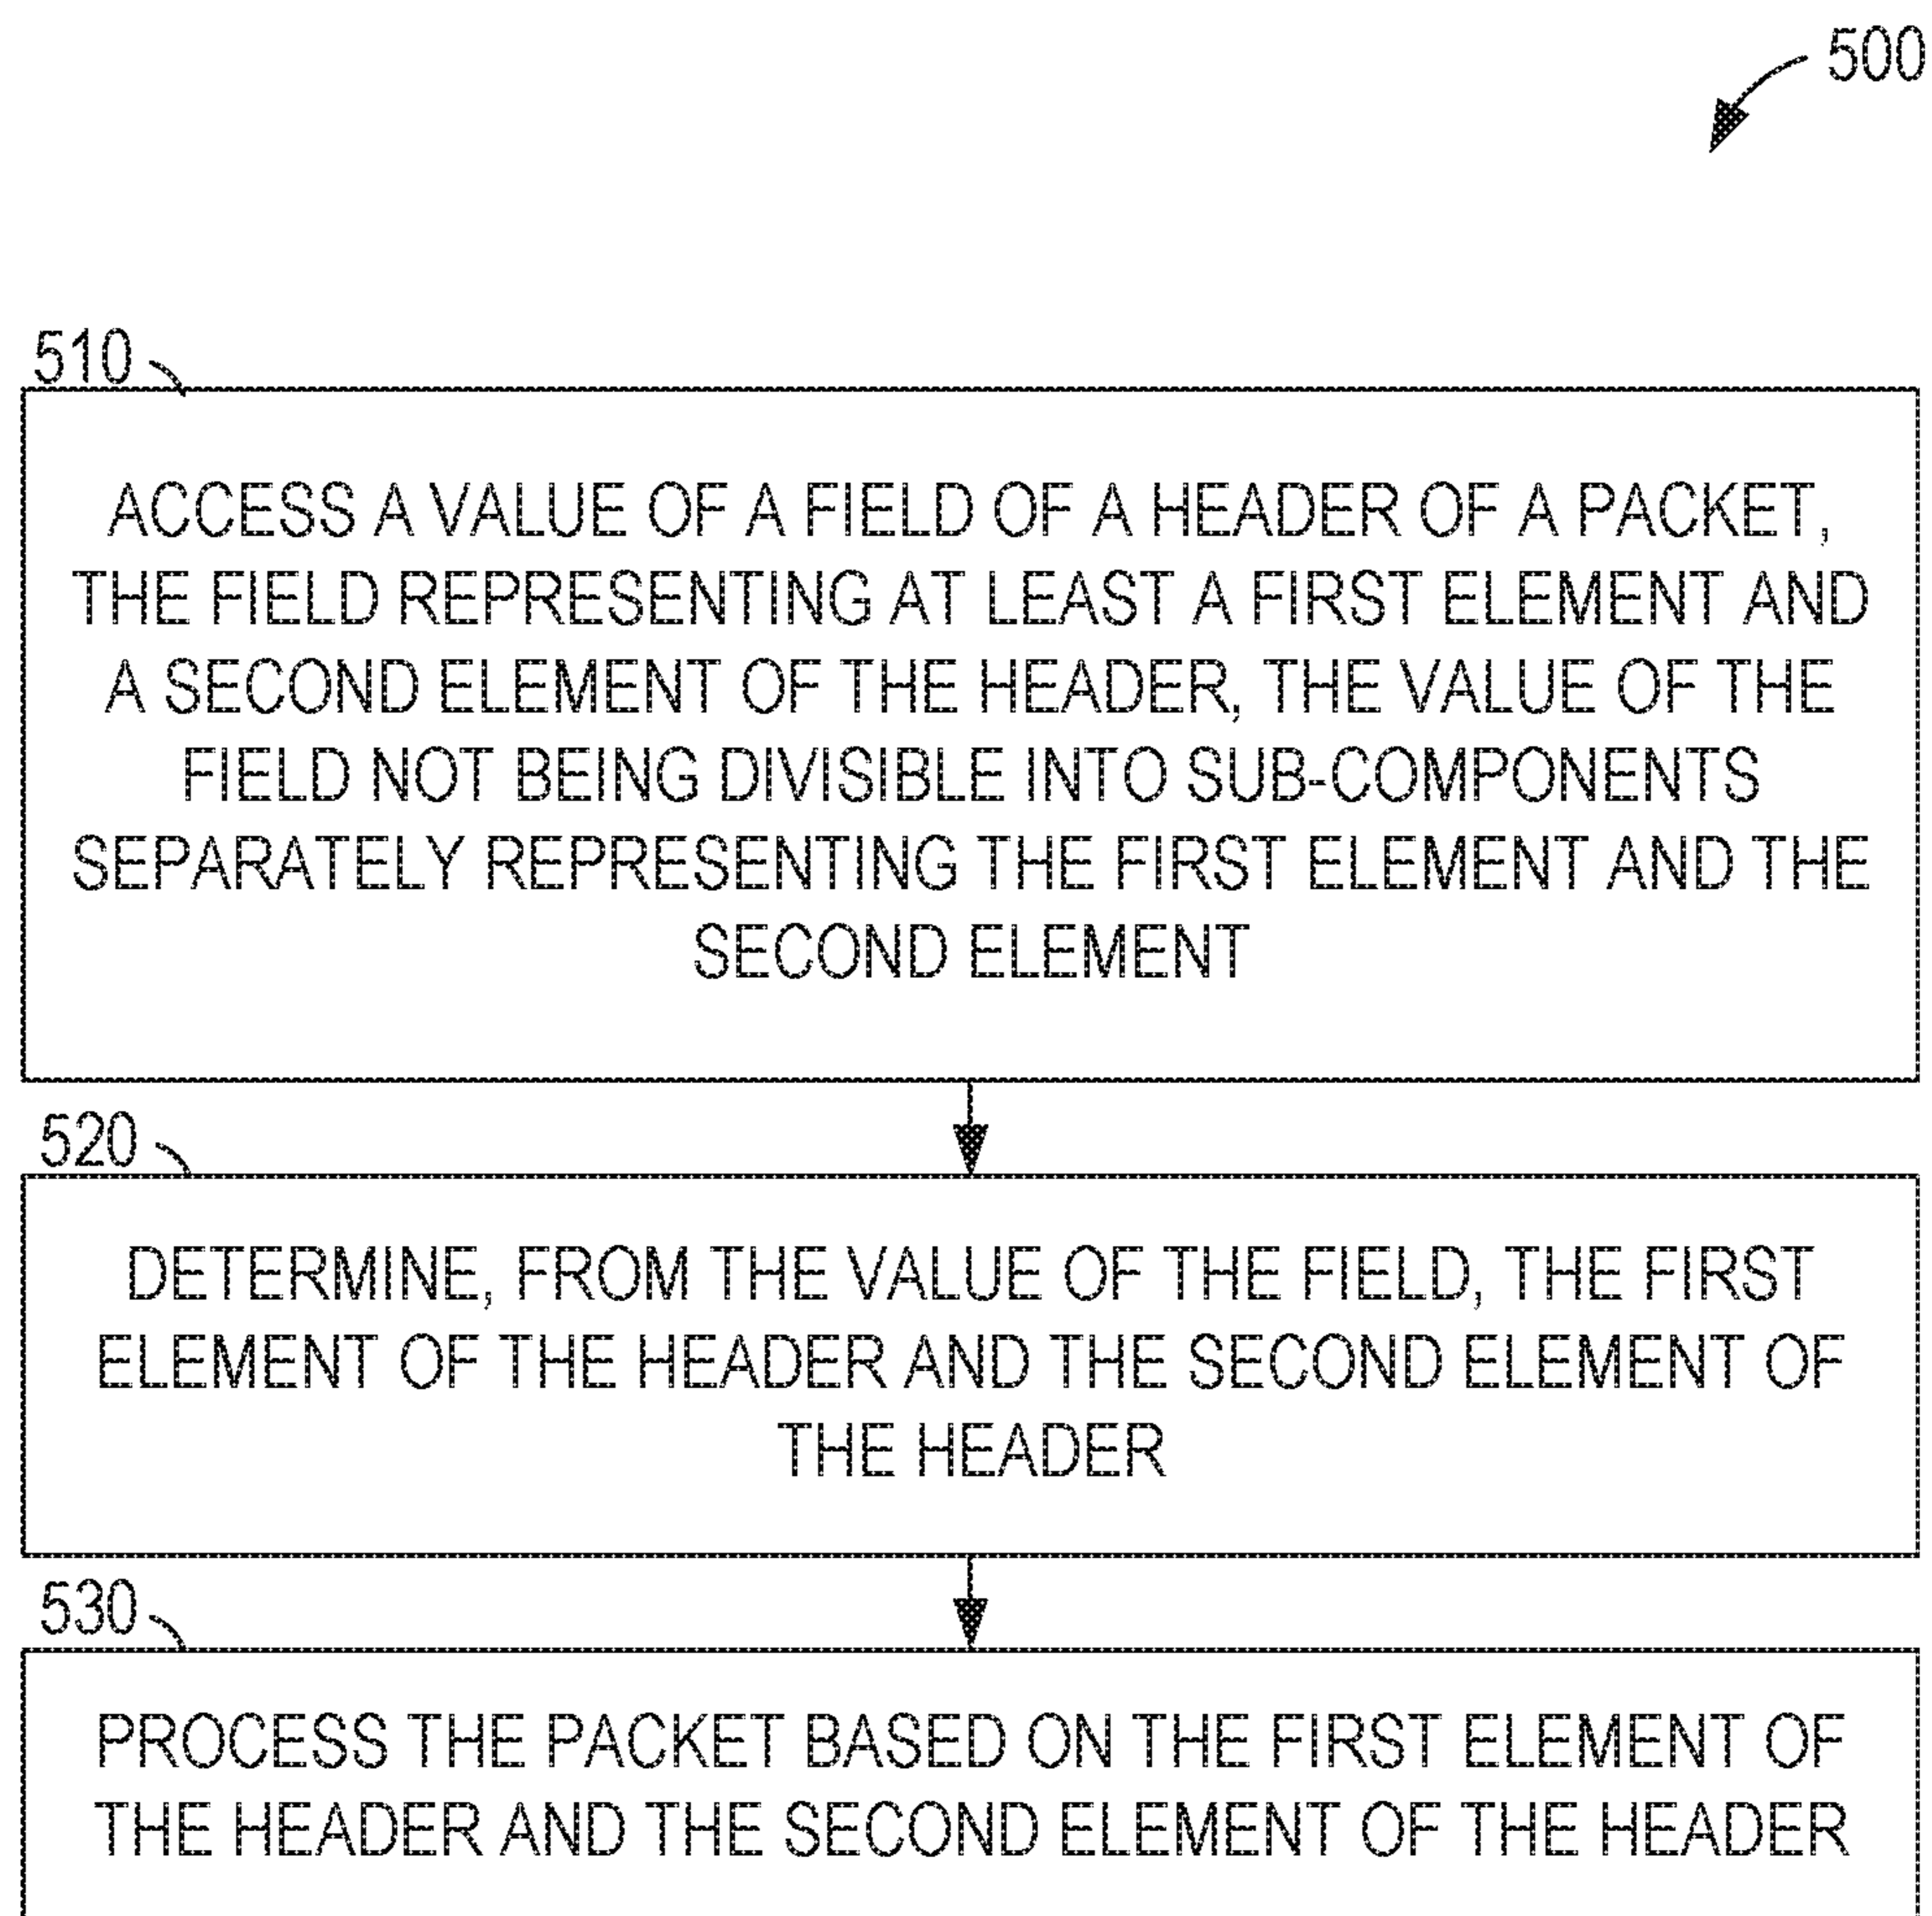 500
510
ACCESS A VALUE OF A FIELD OF A HEADER OF A PACKET,
THE FIELD REPRESENTING AT LEAST A FIRST ELEMENT AND
A SECOND ELEMENT OF THE HEADER, THE VALUE OF THE
FIELD NOT BEING DIVISIBLE INTO SUB-COMPONENTS
SEPARATELY REPRESENTING THE FIRST ELEMENT AND THE
SECOND ELEMENT
520
DETERMINE, FROM THE VALUE OF THE FIELD, THE FIRST
ELEMENT OF THE HEADER AND THE SECOND ELEMENT OF
THE HEADER
530
PROCESS THE PACKET BASED ON THE FIRST ELEMENT OF
THE HEADER AND THE SECOND ELEMENT OF THE HEADER